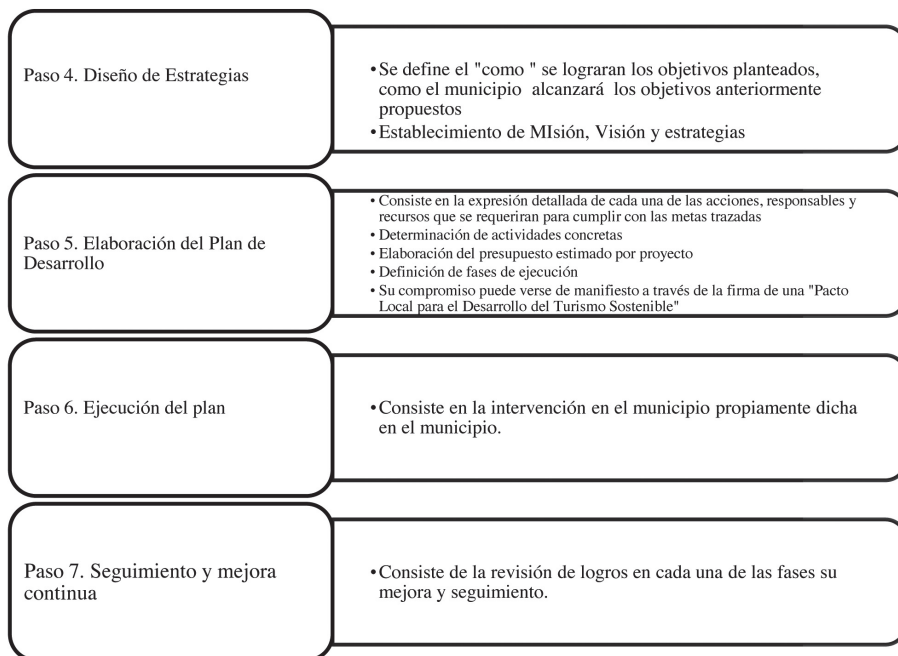 Paso 4. Diseño de Estrategias
•Se define el "como " se lograran los objetivos planteados,
como el municipio alcanzará los objetivos anteriormente
propuestos
•Establecimiento de MIsión, Visión y estrategias
Paso 5. Elaboración del Plan de
Desarrollo
• Consiste en la expresión detallada de cada una de las acciones, responsables y
recursos que se requeriran para cumplir con las metas trazadas
• Determinación de actividades concretas
• Elaboración del presupuesto estimado por proyecto
• Definición de fases de ejecución
• Su compromiso puede verse de manifiesto a través de la firma de una "Pacto
Local para el Desarrollo del Turismo Sostenible"
Paso 6. Ejecución del plan
•Consiste en la intervención en el municipio propiamente dicha
en el municipio.
Paso 7. Seguimiento y mejora
continua
•Consiste de la revisión de logros en cada una de las fases su
mejora y seguimiento.